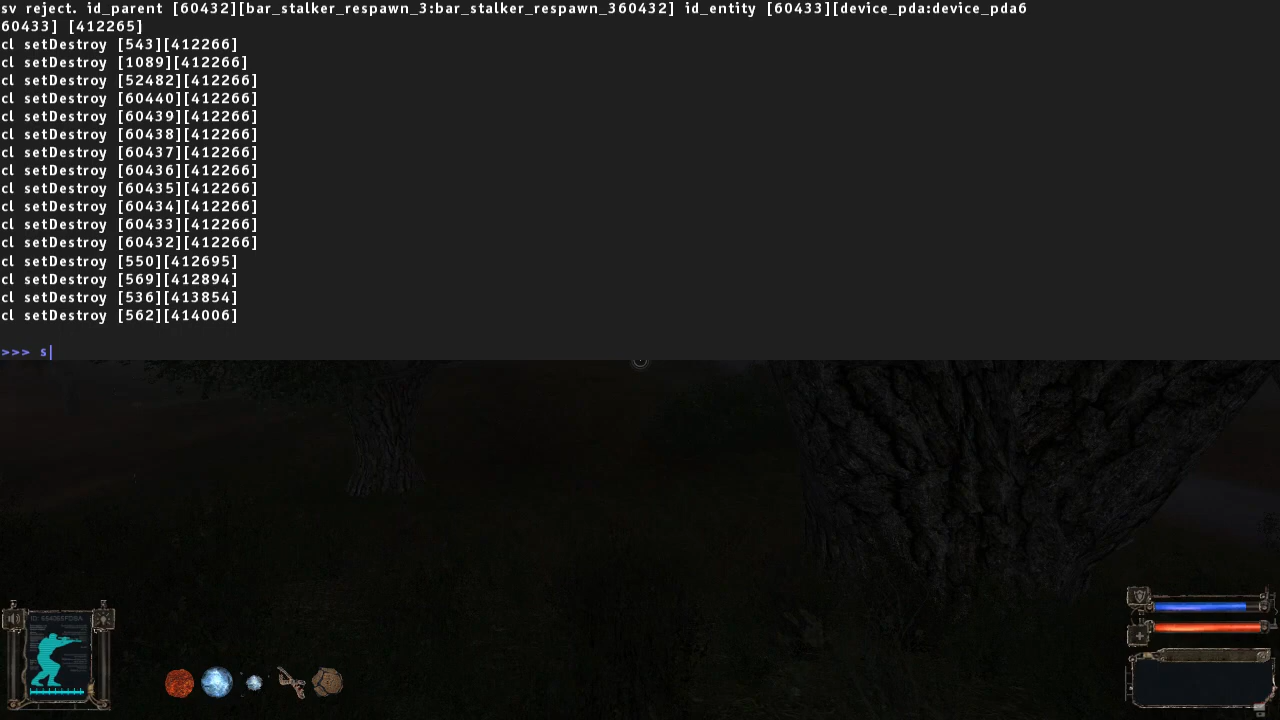 sv reject. id_parent [60432][bar_stalker_respawn_3:bar_stalker_respawn_360432] id_entity [60433][device_pda:device_pda6
60433] [412265]
cl setDestroy [543][412266]
cl setDestroy [1089][412266]
cl setDestroy [52482][412266]
cl setDestroy [60440][412266]
cl setDestroy [60439][412266]
cl setDestroy [60438][412266]
cl setDestroy [60437][412266]
cl setDestroy [60436][412266]
cl setDestroy [60435][412266]
cl setDestroy [60434][412266]
cl setDestroy [60433][412266]
cl setDestroy [60432][412266]
cl setDestroy [550][412695]
cl setDestroy [569][412894]
cl setDestroy [536][413854]
cl setDestroy [562][414006]
>>> s